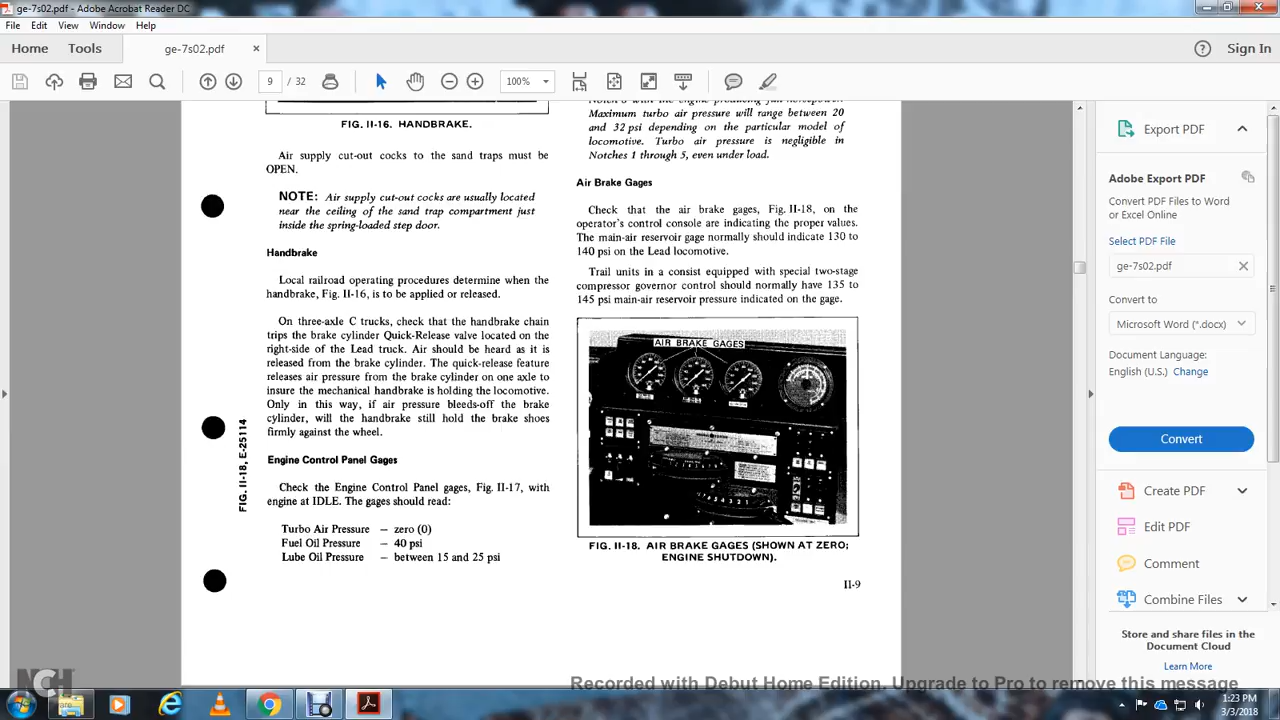 ge-7s02.pdf - Adobe Acrobat Reader DC
File Edit View Window Help
Home Tools ge-7s02.pdf × Sign In
9 / 32 100%
FIG. II-16. HANDBRAKE.
Air supply cut-out cocks to the sand traps must be
OPEN.
NOTE: Air supply cut-out cocks are usually located
near the ceiling of the sand trap compartment just
inside the spring-loaded step door.
Handbrake
Local railroad operating procedures determine when the
handbrake, Fig. II-16, is to be applied or released.
On three-axle C trucks, check that the handbrake chain
trips the brake cylinder Quick-Release valve located on the
right-side of the Lead truck. Air should be heard as it is
released from the brake cylinder. The quick-release feature
releases air pressure from the brake cylinder on one axle to
insure the mechanical handbrake is holding the locomotive.
Only in this way, if air pressure bleeds-off the brake
cylinder, will the handbrake still hold the brake shoes
firmly against the wheel.
Engine Control Panel Gages
Check the Engine Control Panel gages, Fig. II-17, with
engine at IDLE. The gages should read:
Turbo Air Pressure – zero (0)
Fuel Oil Pressure – 40 psi
Lube Oil Pressure – between 15 and 25 psi
FIG. II-18, E-25114
Notch 8 with the engine producing full horsepower.
Maximum turbo air pressure will range between 20
and 32 psi depending on the particular model of
locomotive. Turbo air pressure is negligible in
Notches 1 through 5, even under load.
Air Brake Gages
Check that the air brake gages, Fig. II-18, on the
operator's control console are indicating the proper values.
The main-air reservoir gage normally should indicate 130 to
140 psi on the Lead locomotive.
Trail units in a consist equipped with special two-stage
compressor governor control should normally have 135 to
145 psi main-air reservoir pressure indicated on the gage.
AIR BRAKE GAGES
FIG. II-18. AIR BRAKE GAGES (SHOWN AT ZERO;
ENGINE SHUTDOWN).
II-9
Export PDF
Adobe Export PDF
Convert PDF Files to Word
or Excel Online
Select PDF File
ge-7s02.pdf
Convert to
Microsoft Word (*.docx)
Document Language:
English (U.S.) Change
Convert
Create PDF
Edit PDF
Comment
Combine Files
Store and share files in the
Document Cloud
Learn More
NCH
Recorded with Debut Home Edition. Upgrade to Pro to remove this message
1:23 PM
3/3/2018